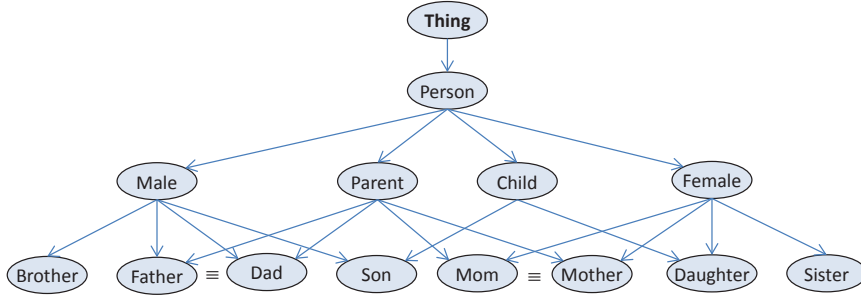 Thing
Person
Male Parent Child Female
Brother Father ≡ Dad Son Mom ≡ Mother Daughter Sister